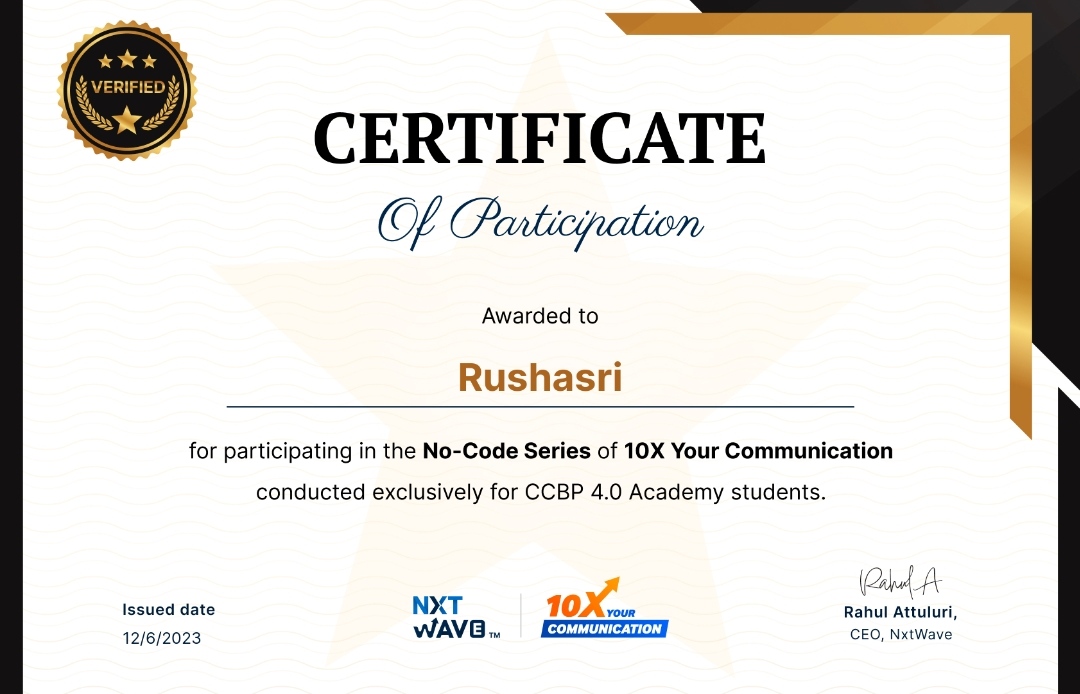 VERIFIED
CERTIFICATE
Of Participation
Awarded to
Rushasri
for participating in the No-Code Series of 10X Your Communication
conducted exclusively for CCBP 4.0 Academy students.
Issued date
12/6/2023
NXT
WAVE™
10X YOUR
COMMUNICATION
Rahul A
Rahul Attuluri,
CEO, NxtWave